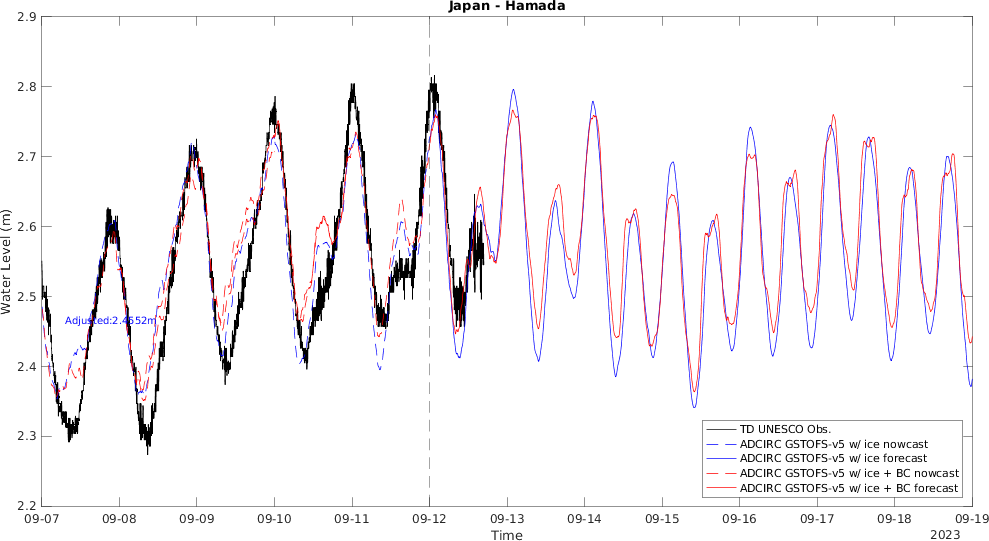 Japan - Hamada
2.9
2.8
2.7
2.6
2.5
2.4
2.3
2.2
Water Level (m)
Adjusted:2.4652m
TD UNESCO Obs.
ADCIRC GSTOFS-v5 w/ ice nowcast
ADCIRC GSTOFS-v5 w/ ice forecast
ADCIRC GSTOFS-v5 w/ ice + BC nowcast
ADCIRC GSTOFS-v5 w/ ice + BC forecast
09-07 09-08 09-09 09-10 09-11 09-12 09-13 09-14 09-15 09-16 09-17 09-18 09-19
Time
2023